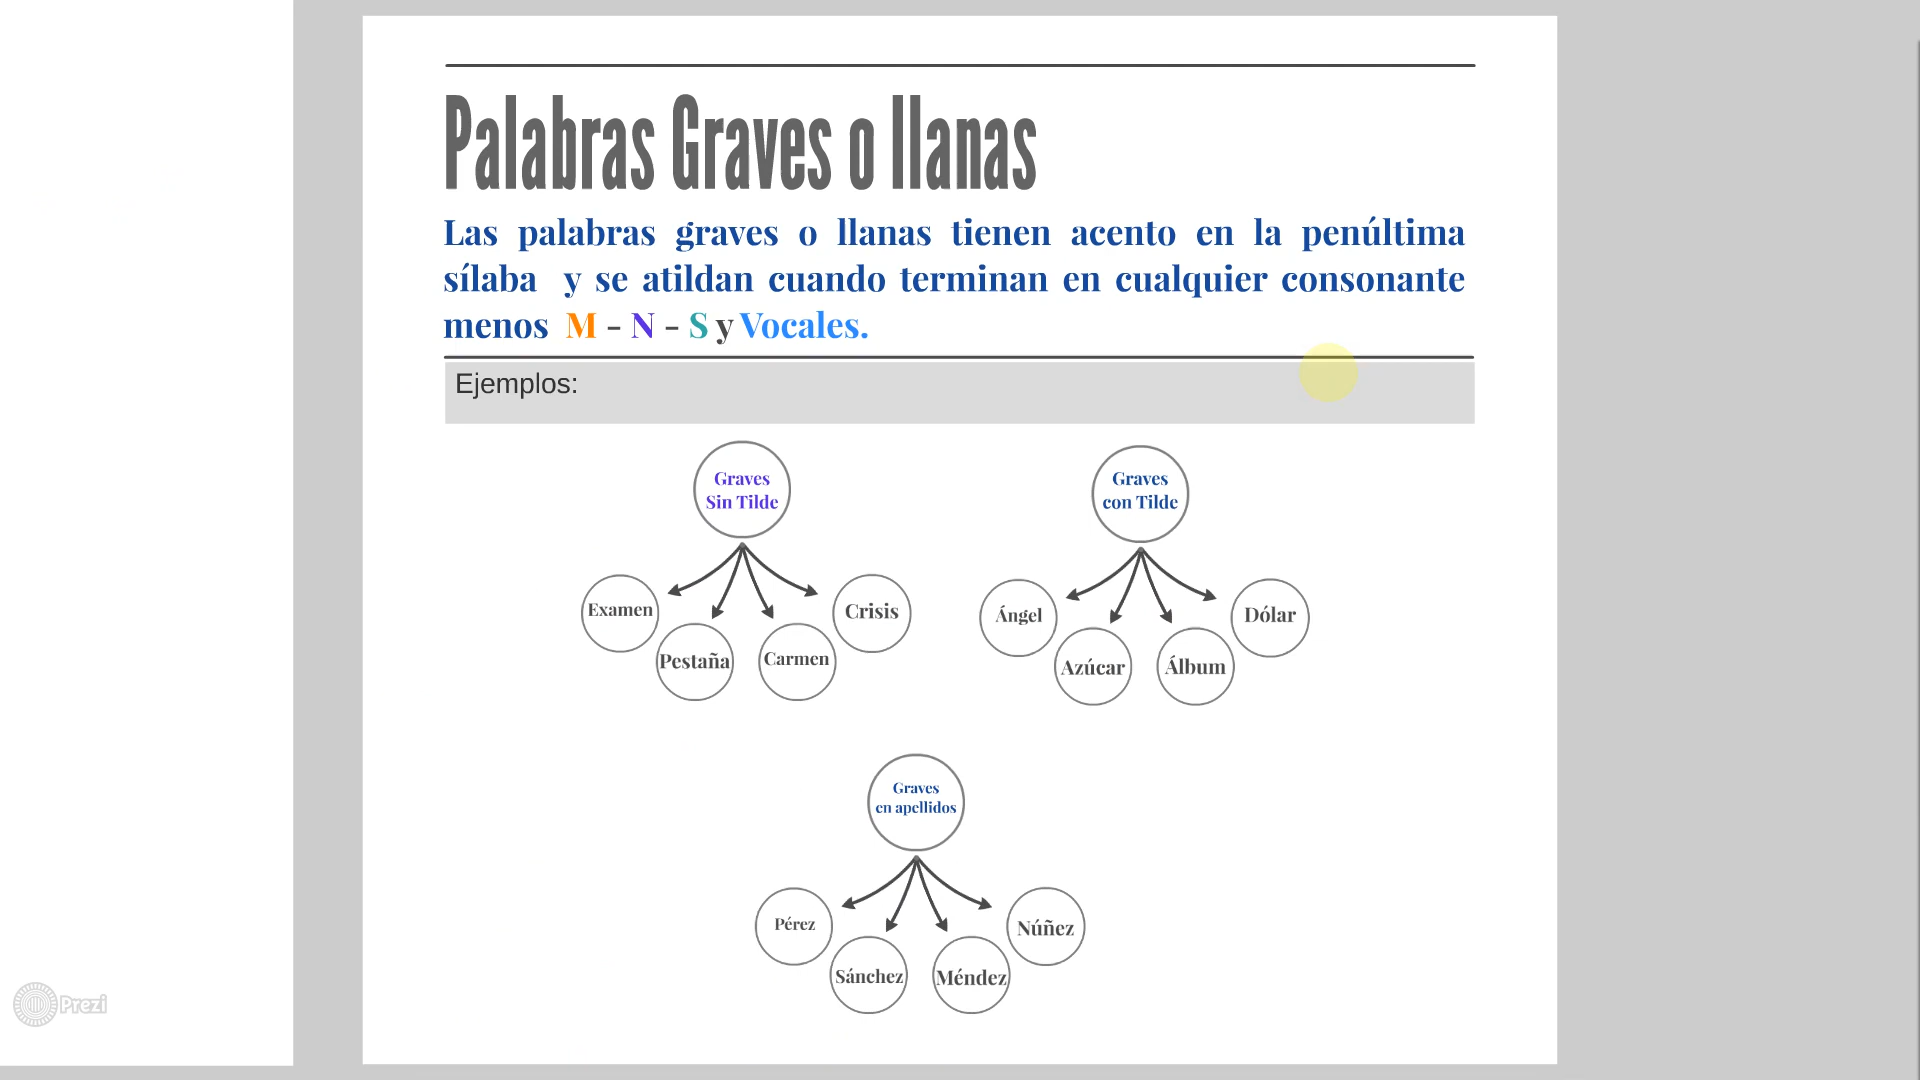 Palabras Graves o llanas
Las palabras graves o llanas tienen acento en la penúltima
sílaba y se atildan cuando terminan en cualquier consonante
menos M - N - S y Vocales.
Ejemplos:
Graves
Sin Tilde
Examen
Pestaña
Carmen
Crisis
Graves
con Tilde
Ángel
Azúcar
Álbum
Dólar
Graves
en apellidos
Pérez
Sánchez
Méndez
Núñez
Prezi